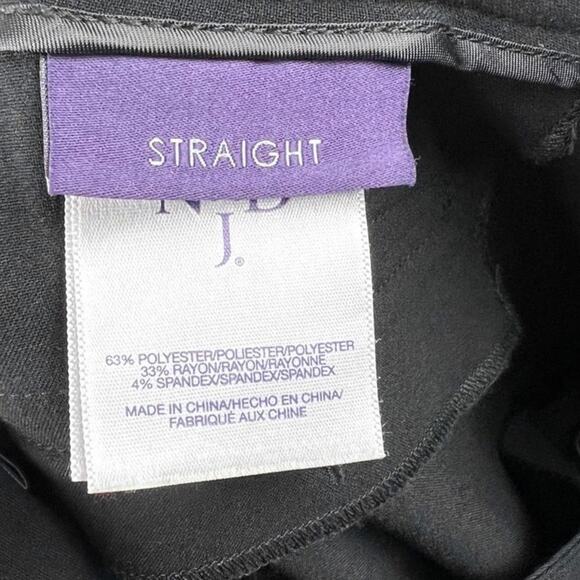 STRAIGHT
N D
J®
63% POLYESTER/POLIESTER/POLYESTER
33% RAYON/RAYON/RAYONNE
4% SPANDEX/SPANDEX/SPANDEX
MADE IN CHINA/HECHO EN CHINA/
FABRIQUÉ AUX CHINE